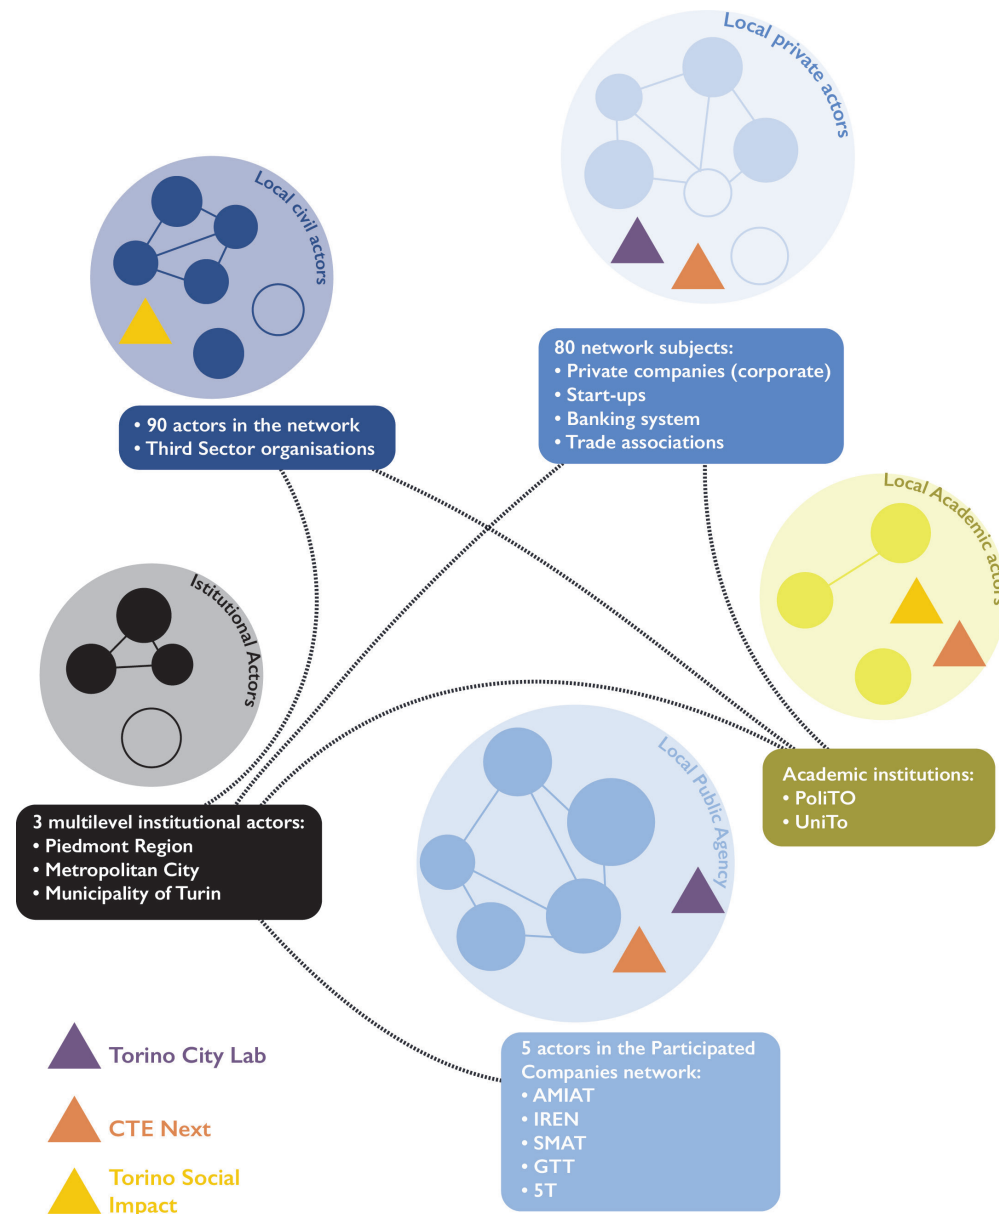 Local private actors
Local civil actors
80 network subjects:
• Private companies (corporate)
• Start-ups
• Banking system
• Trade associations
• 90 actors in the network
• Third Sector organisations
Local Academic actors
Istitutional Actors
Local Public Agency
Academic institutions:
• PoliTO
• UniTo
3 multilevel institutional actors:
• Piedmont Region
• Metropolitan City
• Municipality of Turin
5 actors in the Participated
Companies network:
• AMIAT
• IREN
• SMAT
• GTT
• 5T
Torino City Lab
CTE Next
Torino Social
Impact